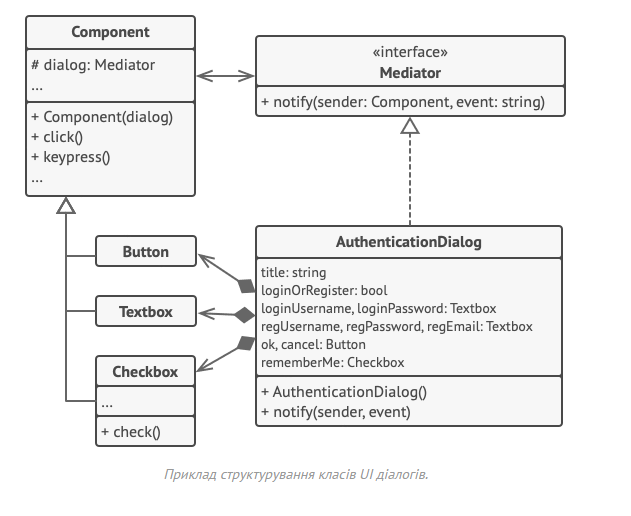 Component
# dialog: Mediator
...
+ Component(dialog)
+ click()
+ keypress()
...
«interface»
Mediator
+ notify(sender: Component, event: string)
Button
Textbox
Checkbox
...
+ check()
AuthenticationDialog
title: string
loginOrRegister: bool
loginUsername, loginPassword: Textbox
regUsername, regPassword, regEmail: Textbox
ok, cancel: Button
rememberMe: Checkbox
+ AuthenticationDialog()
+ notify(sender, event)
Приклад структурування класів UI діалогів.